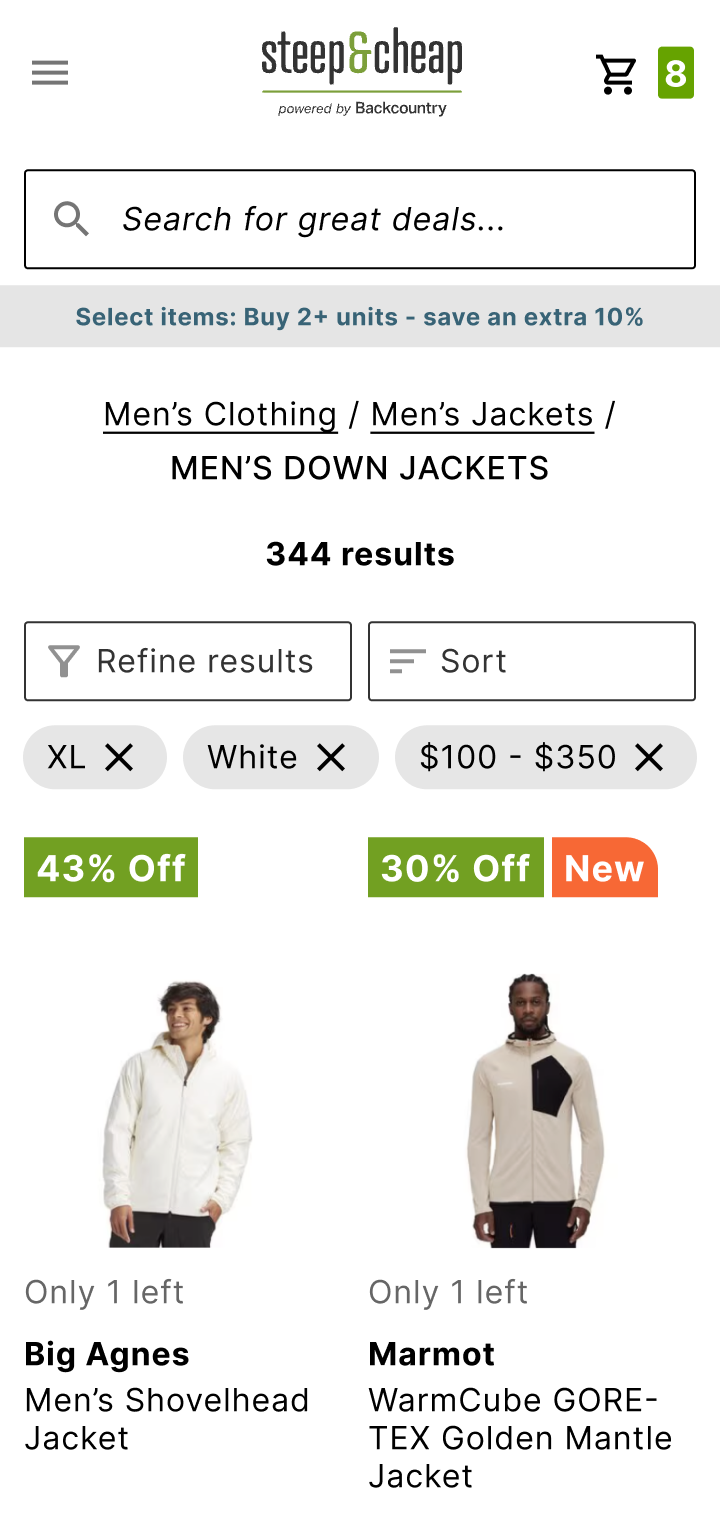 steep&cheap
powered by Backcountry
8
Search for great deals...
Select items: Buy 2+ units - save an extra 10%
Men’s Clothing / Men’s Jackets /
MEN’S DOWN JACKETS
344 results
Refine results
Sort
XL
White
$100 - $350
43% Off
30% Off
New
Only 1 left
Big Agnes
Men’s Shovelhead
Jacket
Only 1 left
Marmot
WarmCube GORE-
TEX Golden Mantle
Jacket